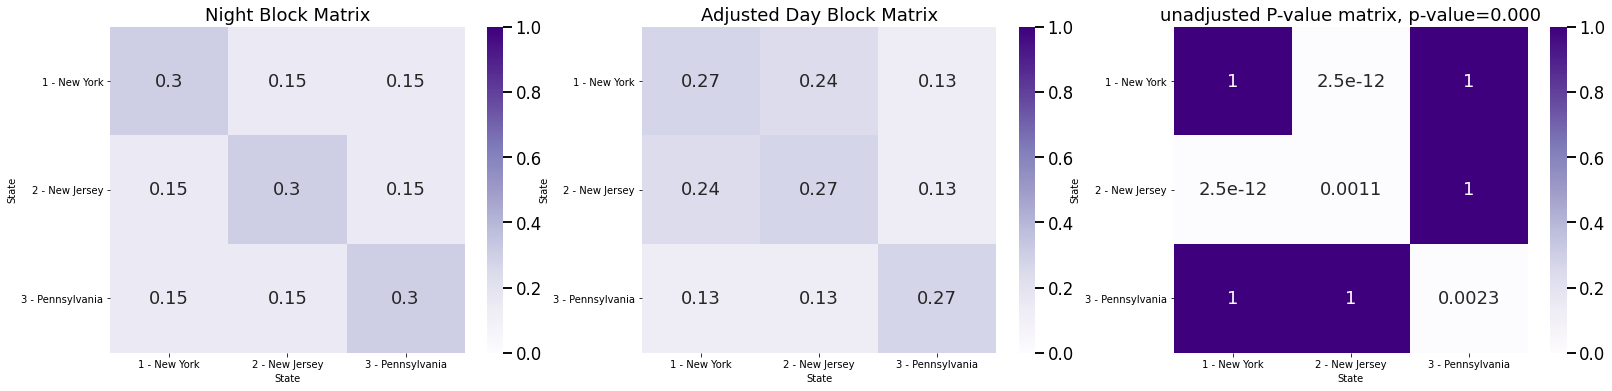 Night Block Matrix
1 - New York
2 - New Jersey
3 - Pennsylvania
State
0.3 0.15 0.15
0.15 0.3 0.15
0.15 0.15 0.3
1 - New York 2 - New Jersey 3 - Pennsylvania
State
1.0
0.8
0.6
0.4
0.2
0.0
Adjusted Day Block Matrix
1 - New York
2 - New Jersey
3 - Pennsylvania
State
0.27 0.24 0.13
0.24 0.27 0.13
0.13 0.13 0.27
1 - New York 2 - New Jersey 3 - Pennsylvania
State
1.0
0.8
0.6
0.4
0.2
0.0
unadjusted P-value matrix, p-value=0.000
1 - New York
2 - New Jersey
3 - Pennsylvania
State
1 2.5e-12 1
2.5e-12 0.0011 1
1 1 0.0023
1 - New York 2 - New Jersey 3 - Pennsylvania
State
1.0
0.8
0.6
0.4
0.2
0.0